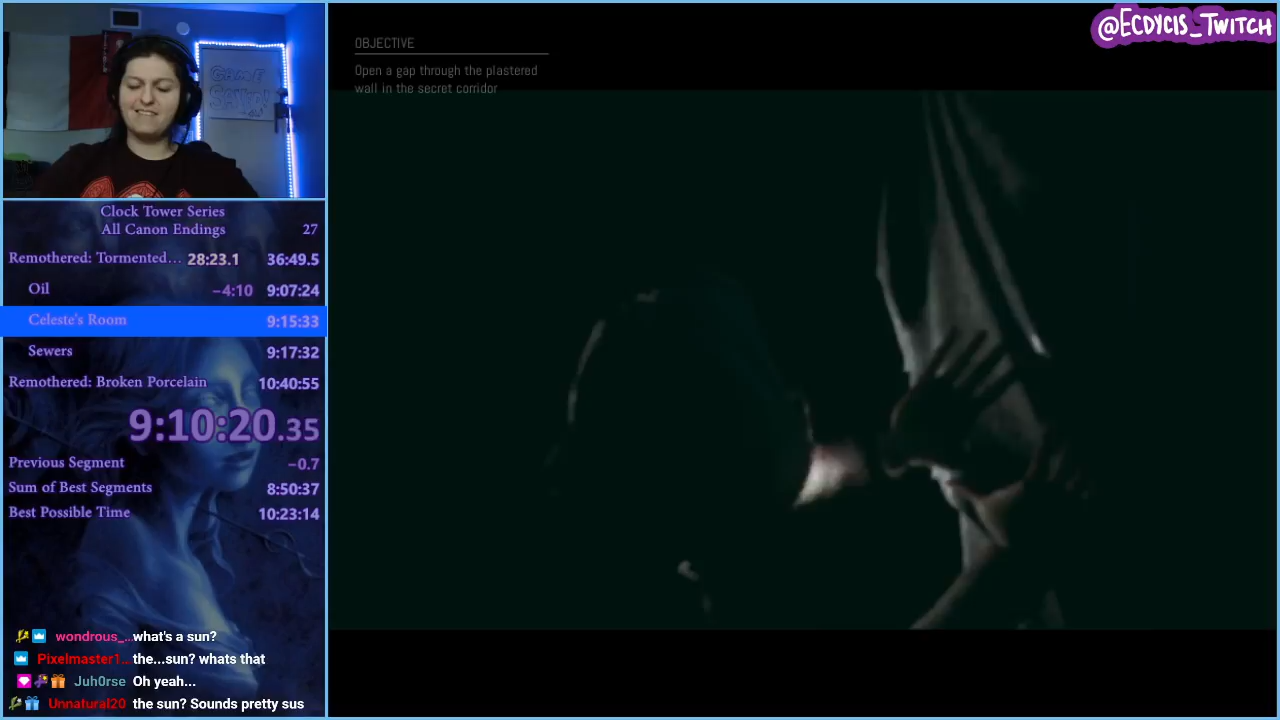 @ECDYCIS_TWITCH
OBJECTIVE
Open a gap through the plastered
wall in the secret corridor
GAME
Clock Tower Series
All Canon Endings 27
Remothered: Tormented... 28:23.1 36:49.5
Oil −4:10 9:07:24
Celeste's Room 9:15:33
Sewers 9:17:32
Remothered: Broken Porcelain 10:40:55
9:10:20.35
Previous Segment −0.7
Sum of Best Segments 8:50:37
Best Possible Time 10:23:14
wondrous_... what's a sun?
Pixelmaster1... the...sun? whats that
Juh0rse Oh yeah...
Unnatural20 the sun? Sounds pretty sus